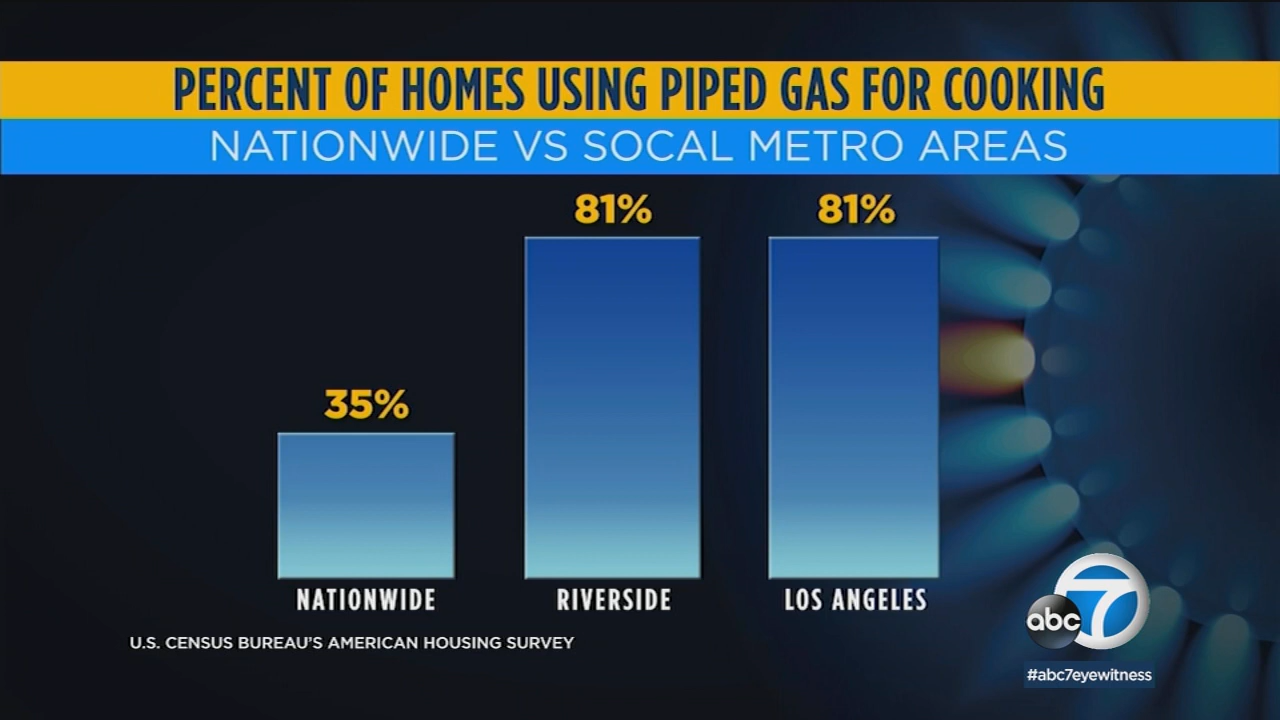 PERCENT OF HOMES USING PIPED GAS FOR COOKING
NATIONWIDE VS SOCAL METRO AREAS
35%
81%
81%
NATIONWIDE
RIVERSIDE
LOS ANGELES
U.S. CENSUS BUREAU'S AMERICAN HOUSING SURVEY
abc 7
#abc7eyewitness